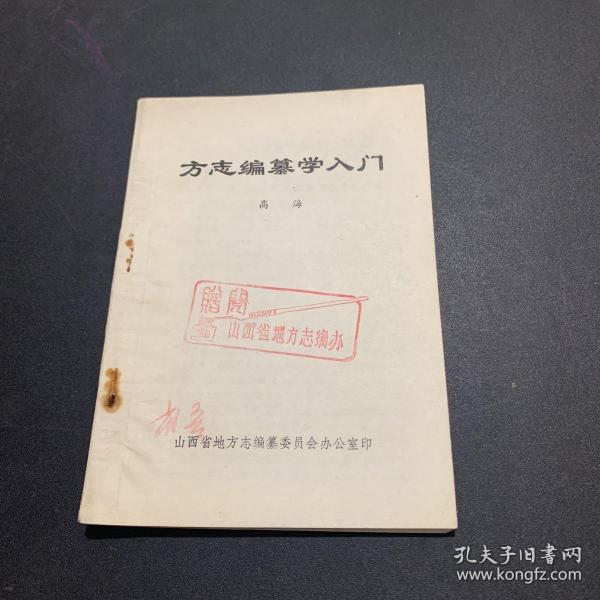 方志编纂学入门
高 海
赠阅
山西省地方志编办
山西省地方志编纂委员会办公室印
孔夫子旧书网
www.kongfz.com